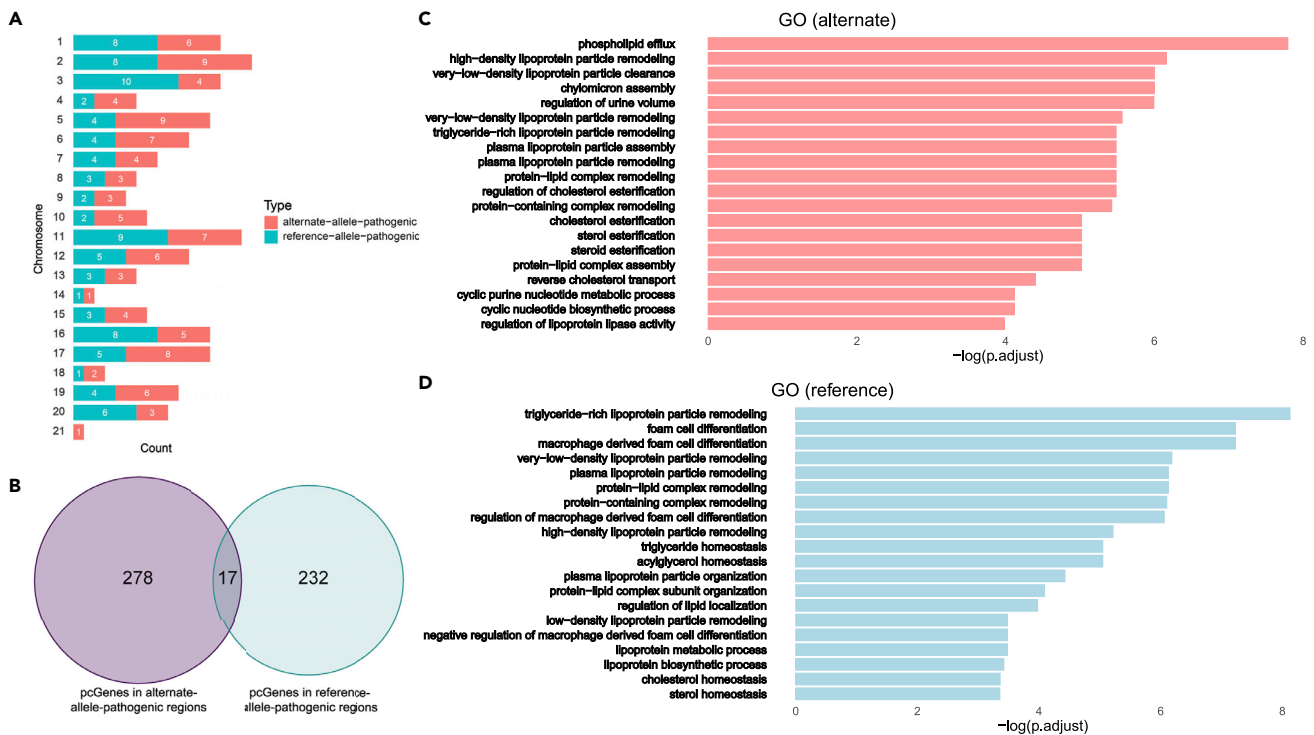 A
1 8 6
2 8 9
3 10 4
4 2 4
5 4 9
6 4 7
7 4 4
8 3 3
9 2 3
10 2 5
11 9 7
12 5 6
13 3 3
14 1 1
15 3 4
16 8 5
17 5 8
18 1 2
19 4 6
20 6 3
21 1
Chromosome
Count
Type
alternate-allele-pathogenic
reference-allele-pathogenic
B
278 17 232
pcGenes in alternate-
allele-pathogenic regions
pcGenes in reference-
allele-pathogenic regions
C
GO (alternate)
phospholipid efflux
high-density lipoprotein particle remodeling
very-low-density lipoprotein particle clearance
chylomicron assembly
regulation of urine volume
very-low-density lipoprotein particle remodeling
triglyceride-rich lipoprotein particle remodeling
plasma lipoprotein particle assembly
plasma lipoprotein particle remodeling
protein-lipid complex remodeling
regulation of cholesterol esterification
protein-containing complex remodeling
cholesterol esterification
sterol esterification
steroid esterification
protein-lipid complex assembly
reverse cholesterol transport
cyclic purine nucleotide metabolic process
cyclic nucleotide biosynthetic process
regulation of lipoprotein lipase activity
0 2 4 6 8
-log(p.adjust)
D
GO (reference)
triglyceride-rich lipoprotein particle remodeling
foam cell differentiation
macrophage derived foam cell differentiation
very-low-density lipoprotein particle remodeling
plasma lipoprotein particle remodeling
protein-lipid complex remodeling
protein-containing complex remodeling
regulation of macrophage derived foam cell differentiation
high-density lipoprotein particle remodeling
triglyceride homeostasis
acylglycerol homeostasis
plasma lipoprotein particle organization
protein-lipid complex subunit organization
regulation of lipid localization
low-density lipoprotein particle remodeling
negative regulation of macrophage derived foam cell differentiation
lipoprotein metabolic process
lipoprotein biosynthetic process
cholesterol homeostasis
sterol homeostasis
0 2 4 6 8
-log(p.adjust)